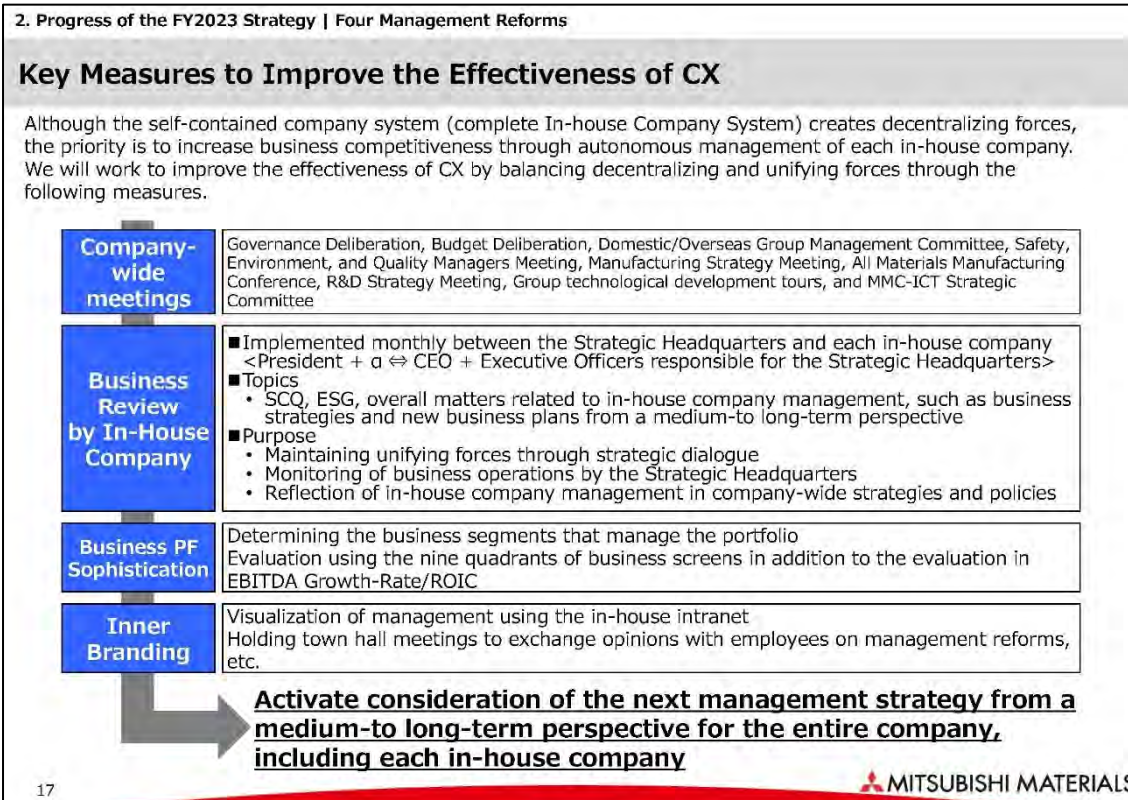 2. Progress of the FY2023 Strategy | Four Management Reforms
Key Measures to Improve the Effectiveness of CX
Although the self-contained company system (complete In-house Company System) creates decentralizing forces,
the priority is to increase business competitiveness through autonomous management of each in-house company.
We will work to improve the effectiveness of CX by balancing decentralizing and unifying forces through the
following measures.
Company-
wide
meetings
Governance Deliberation, Budget Deliberation, Domestic/Overseas Group Management Committee, Safety,
Environment, and Quality Managers Meeting, Manufacturing Strategy Meeting, All Materials Manufacturing
Conference, R&D Strategy Meeting, Group technological development tours, and MMC-ICT Strategic
Committee
Business
Review
by In-House
Company
■Implemented monthly between the Strategic Headquarters and each in-house company
<President + α ⇔ CEO + Executive Officers responsible for the Strategic Headquarters>
■Topics
• SCQ, ESG, overall matters related to in-house company management, such as business
strategies and new business plans from a medium-to long-term perspective
■Purpose
• Maintaining unifying forces through strategic dialogue
• Monitoring of business operations by the Strategic Headquarters
• Reflection of in-house company management in company-wide strategies and policies
Business PF
Sophistication
Determining the business segments that manage the portfolio
Evaluation using the nine quadrants of business screens in addition to the evaluation in
EBITDA Growth-Rate/ROIC
Inner
Branding
Visualization of management using the in-house intranet
Holding town hall meetings to exchange opinions with employees on management reforms,
etc.
Activate consideration of the next management strategy from a
medium-to long-term perspective for the entire company,
including each in-house company
17
MITSUBISHI MATERIALS